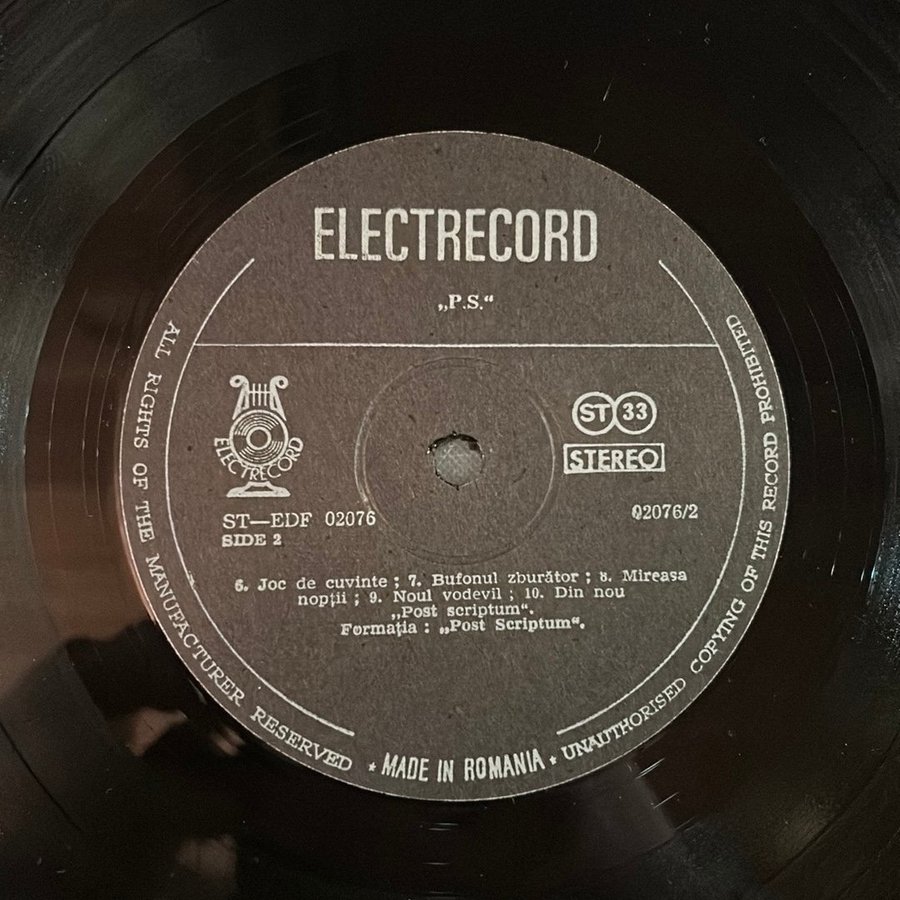 ELECTRECORD
„P.S.“
ST 33
STEREO
ELECTRECORD
ST—EDF 02076
02076/2
SIDE 2
6. Joc de cuvinte ; 7. Bufonul zburător ; 8. Mireasa
nopții ; 9. Noul vodevil ; 10. Din nou
„Post scriptum“.
Formația : „Post Scriptum“.
ALL RIGHTS OF THE MANUFACTURER RESERVED ★ MADE IN ROMANIA ★ UNAUTHORISED COPYING OF THIS RECORD PROHIBITED